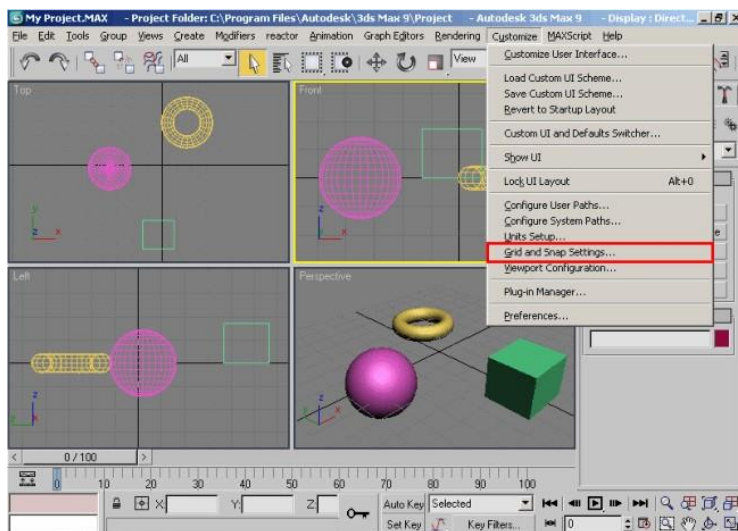 My Project.MAX - Project Folder: C:\Program Files\Autodesk\3ds Max 9\Project - Autodesk 3ds Max 9 - Display : Direct...
File Edit Tools Group Views Create Modifiers reactor Animation Graph Editors Rendering Customize MAXScript Help
All
View
Customize User Interface...
Load Custom UI Scheme...
Save Custom UI Scheme...
Revert to Startup Layout
Custom UI and Defaults Switcher...
Show UI
Lock UI Layout Alt+0
Configure User Paths...
Configure System Paths...
Units Setup...
Grid and Snap Settings...
Viewport Configuration...
Plug-in Manager...
Preferences...
Top
y
z x
Front
z
x
Left
z
y
Perspective
z
x
0 / 100
0 10 20 30 40 50 60 70 80 90 100
X: Y: Z
Auto Key Selected
Set Key Key Filters... 0